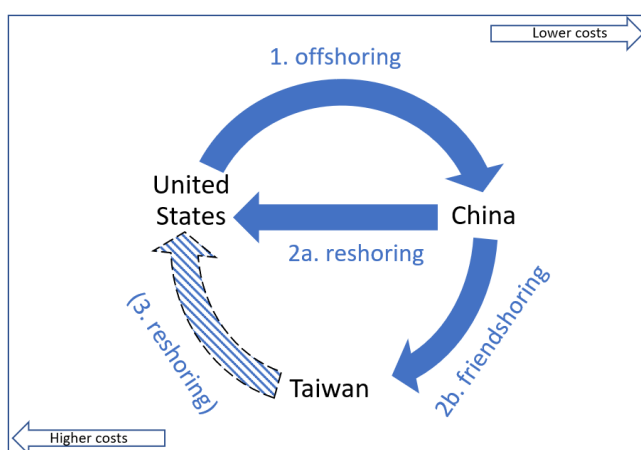 Lower costs
1. offshoring
United
States
China
2a. reshoring
(3. reshoring)
2b. friendshoring
Taiwan
Higher costs